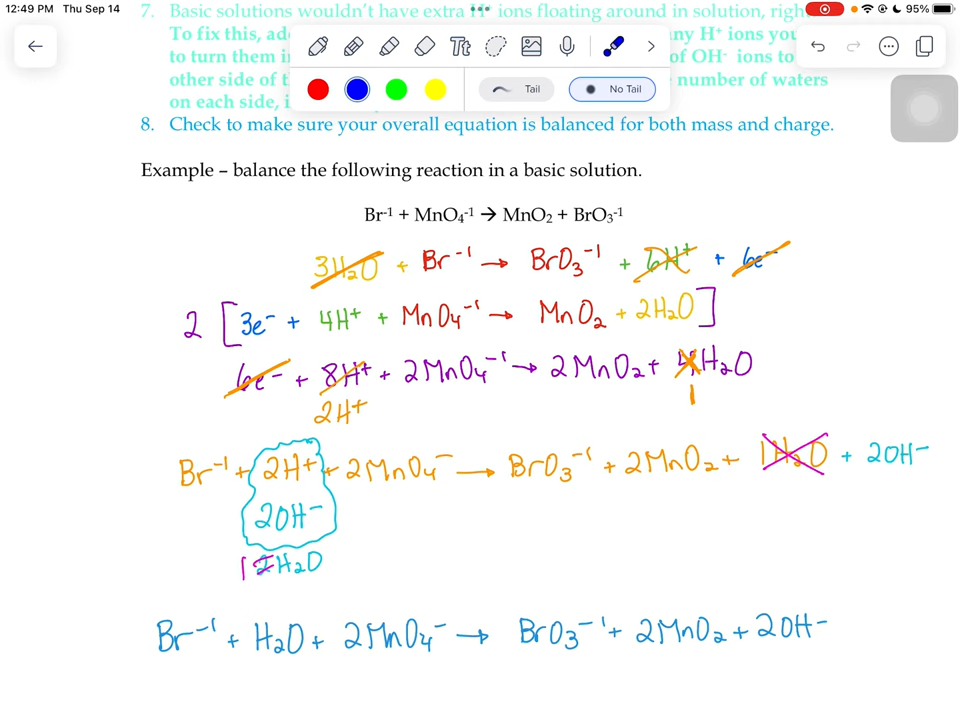 12:49 PM Thu Sep 14 95%
7. Basic solutions wouldn't have extra H⁺ ions floating around in solution, righ
To fix this, ad ny H⁺ ions you
to turn them i of OH⁻ ions to
other side of t number of waters
on each side, i
Tt Tail No Tail
8. Check to make sure your overall equation is balanced for both mass and charge.
Example – balance the following reaction in a basic solution.
Br⁻¹ + MnO₄⁻¹ → MnO₂ + BrO₃⁻¹
3H₂O + Br⁻¹ → BrO₃⁻¹ + 6H⁺ + 6e⁻
2 [3e⁻ + 4H⁺ + MnO₄⁻¹ → MnO₂ + 2H₂O]
6e⁻ + 8H⁺ + 2MnO₄⁻¹ → 2MnO₂ + 4H₂O
2H⁺ 1
Br⁻¹ + 2H⁺ + 2MnO₄⁻ → BrO₃⁻¹ + 2MnO₂ + 1H₂O + 2OH⁻
2OH⁻
1 2H₂O
Br⁻¹ + H₂O + 2MnO₄⁻ → BrO₃⁻¹ + 2MnO₂ + 2OH⁻